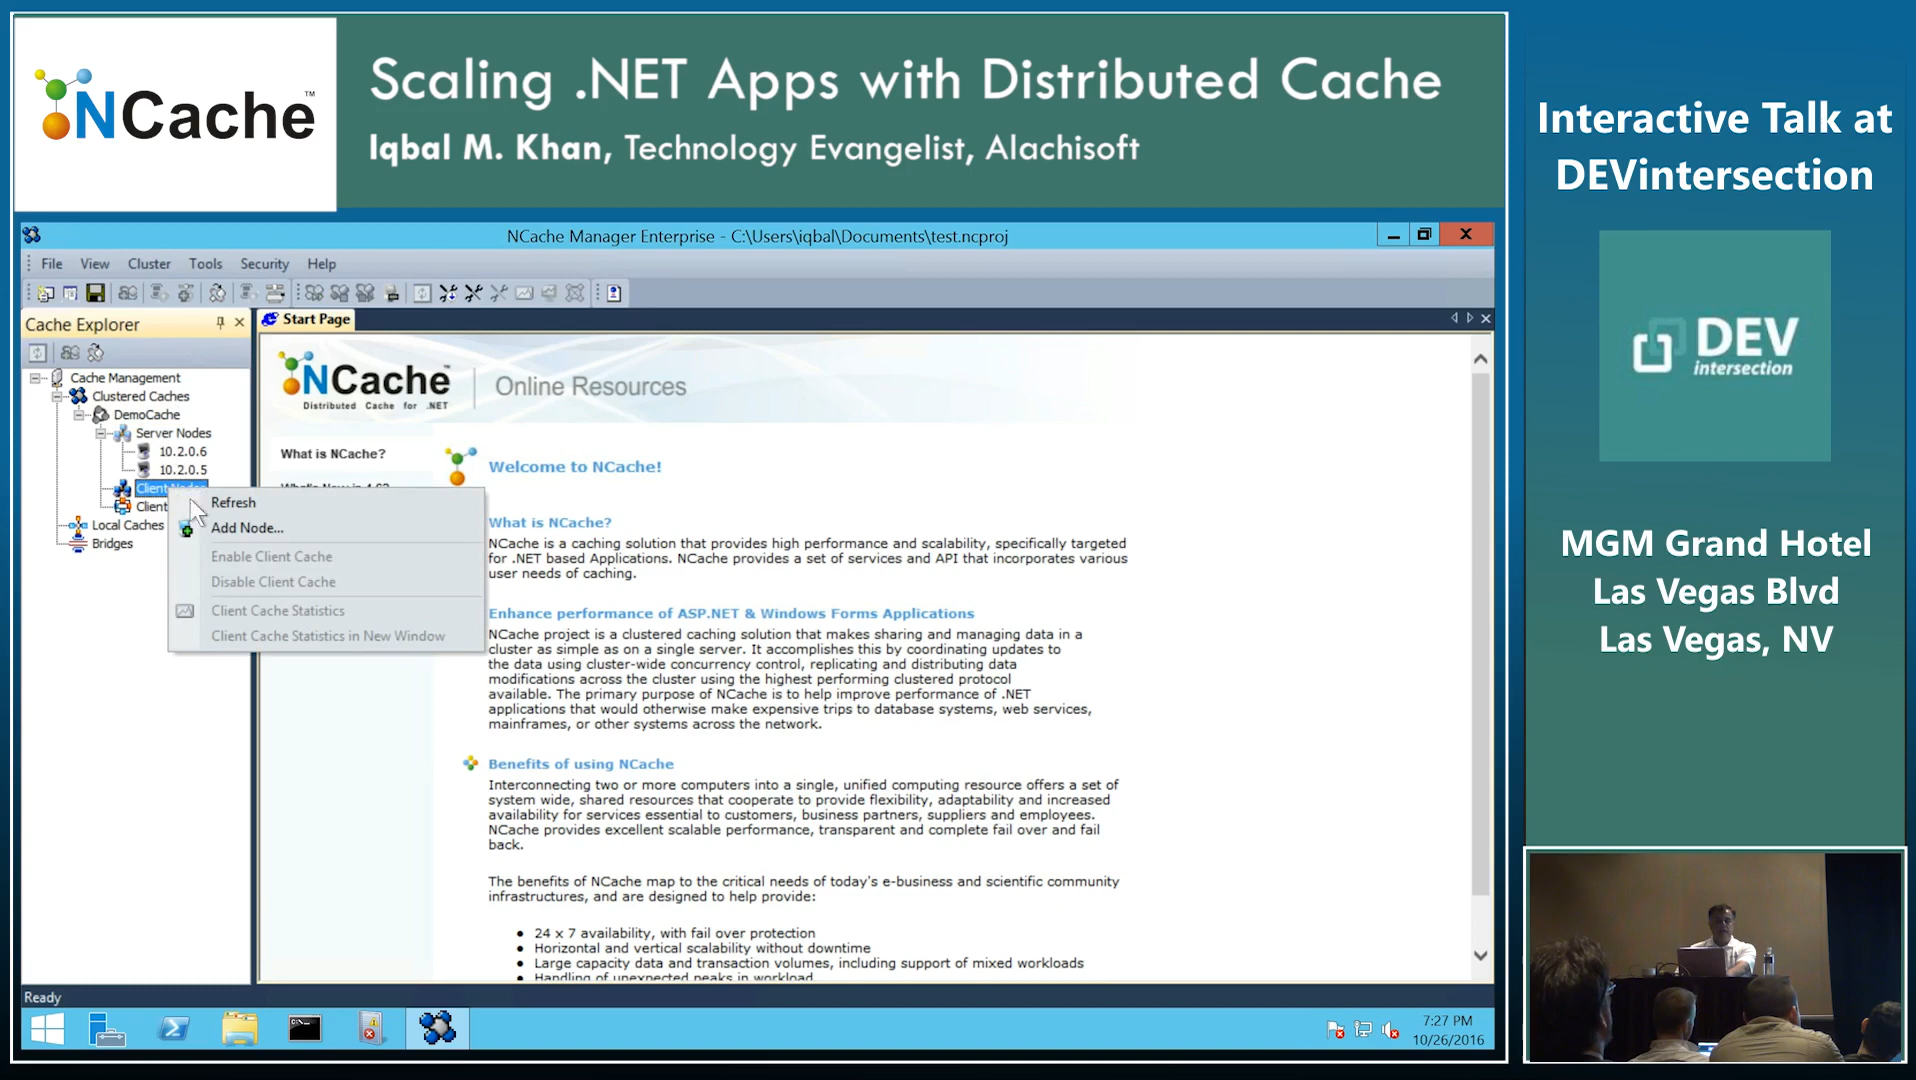 NCache™
Scaling .NET Apps with Distributed Cache
Iqbal M. Khan, Technology Evangelist, Alachisoft
Interactive Talk at
DEVintersection
DEV
intersection
MGM Grand Hotel
Las Vegas Blvd
Las Vegas, NV
NCache Manager Enterprise - C:\Users\iqbal\Documents\test.ncproj
File View Cluster Tools Security Help
Cache Explorer
Start Page
Cache Management
Clustered Caches
DemoCache
Server Nodes
10.2.0.6
10.2.0.5
Client Nodes
Client
Local Caches
Bridges
Refresh
Add Node...
Enable Client Cache
Disable Client Cache
Client Cache Statistics
Client Cache Statistics in New Window
NCache
Distributed Cache for .NET
Online Resources
What is NCache?
Welcome to NCache!
What is NCache?
NCache is a caching solution that provides high performance and scalability, specifically targeted
for .NET based Applications. NCache provides a set of services and API that incorporates various
user needs of caching.
Enhance performance of ASP.NET & Windows Forms Applications
NCache project is a clustered caching solution that makes sharing and managing data in a
cluster as simple as on a single server. It accomplishes this by coordinating updates to
the data using cluster-wide concurrency control, replicating and distributing data
modifications across the cluster using the highest performing clustered protocol
available. The primary purpose of NCache is to help improve performance of .NET
applications that would otherwise make expensive trips to database systems, web services,
mainframes, or other systems across the network.
Benefits of using NCache
Interconnecting two or more computers into a single, unified computing resource offers a set of
system wide, shared resources that cooperate to provide flexibility, adaptability and increased
availability for services essential to customers, business partners, suppliers and employees.
NCache provides excellent scalable performance, transparent and complete fail over and fail
back.
The benefits of NCache map to the critical needs of today's e-business and scientific community
infrastructures, and are designed to help provide:
24 x 7 availability, with fail over protection
Horizontal and vertical scalability without downtime
Large capacity data and transaction volumes, including support of mixed workloads
Handling of unexpected peaks in workload
Ready
7:27 PM
10/26/2016